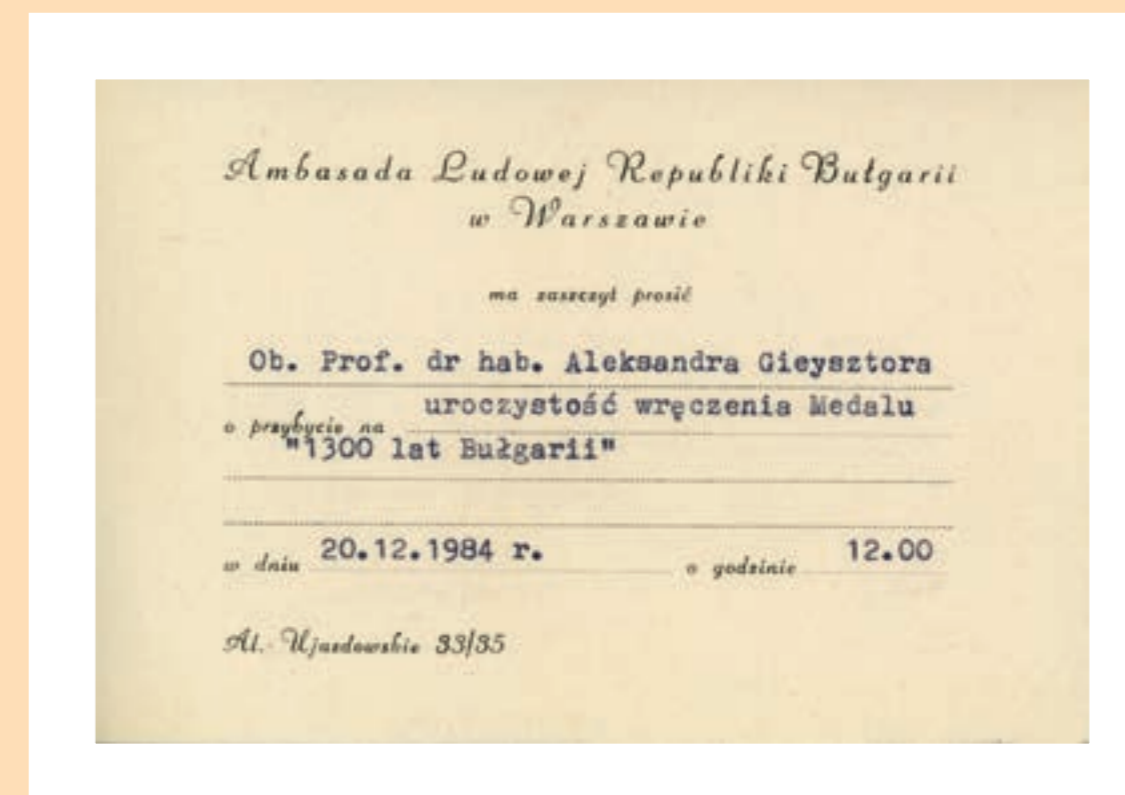 Ambasada Ludowej Republiki Bułgarii
w Warszawie
ma zaszczyt prosić
Ob. Prof. dr hab. Aleksandra Gieysztora
o przybycie na uroczystość wręczenia Medalu
"1300 lat Bułgarii"
w dniu 20.12.1984 r. o godzinie 12.00
Al. Ujazdowskie 33/35